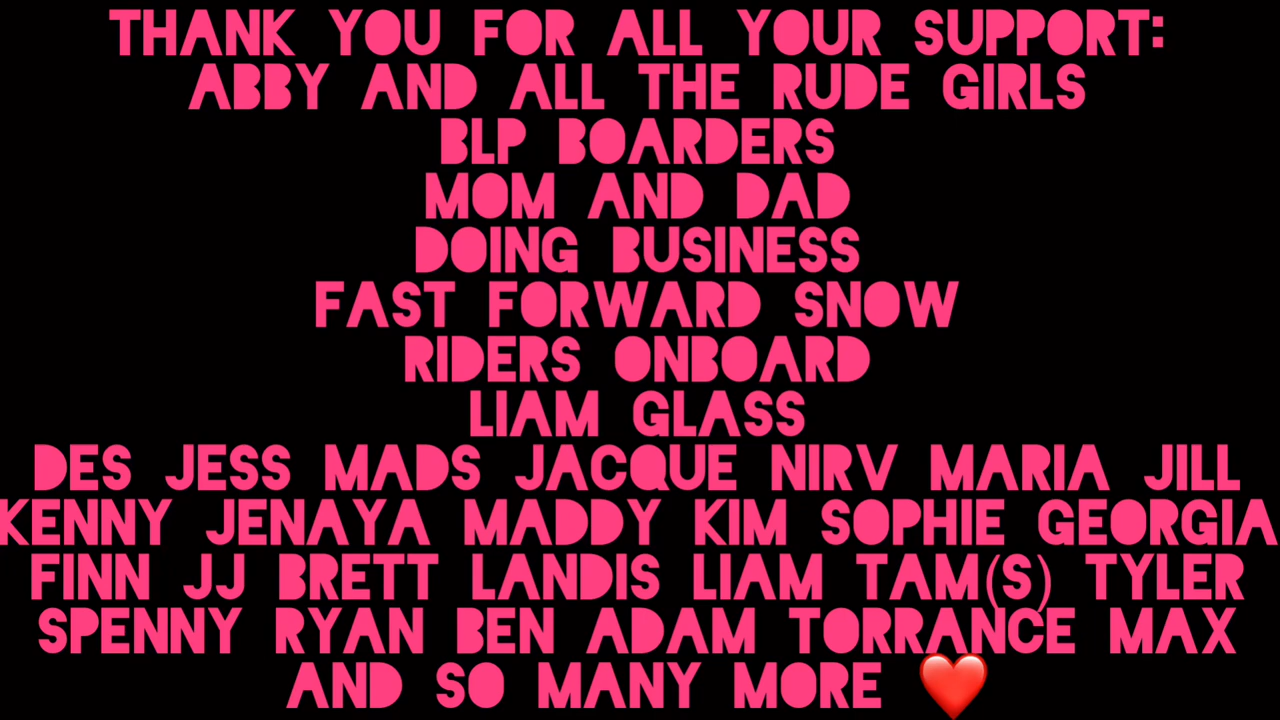 THANK YOU FOR ALL YOUR SUPPORT:
ABBY AND ALL THE RUDE GIRLS
BLP BOARDERS
MOM AND DAD
DOING BUSINESS
FAST FORWARD SNOW
RIDERS ONBOARD
LIAM GLASS
DES JESS MADS JACQUE NIRV MARIA JILL
KENNY JENAYA MADDY KIM SOPHIE GEORGIA
FINN JJ BRETT LANDIS LIAM TAM(S) TYLER
SPENNY RYAN BEN ADAM TORRANCE MAX
AND SO MANY MORE ❤️